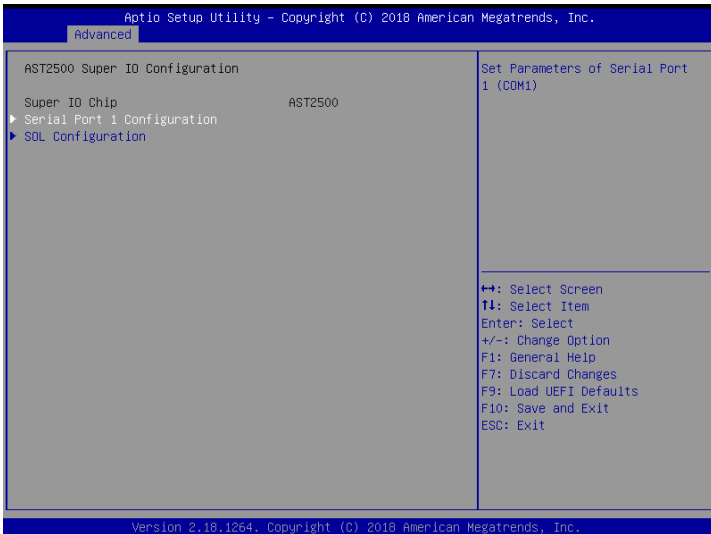 Aptio Setup Utility – Copyright (C) 2018 American Megatrends, Inc.
Advanced
AST2500 Super IO Configuration
Super IO Chip AST2500
Serial Port 1 Configuration
SOL Configuration
Set Parameters of Serial Port
1 (COM1)
↔: Select Screen
↑↓: Select Item
Enter: Select
+/-: Change Option
F1: General Help
F7: Discard Changes
F9: Load UEFI Defaults
F10: Save and Exit
ESC: Exit
Version 2.18.1264. Copyright (C) 2018 American Megatrends, Inc.